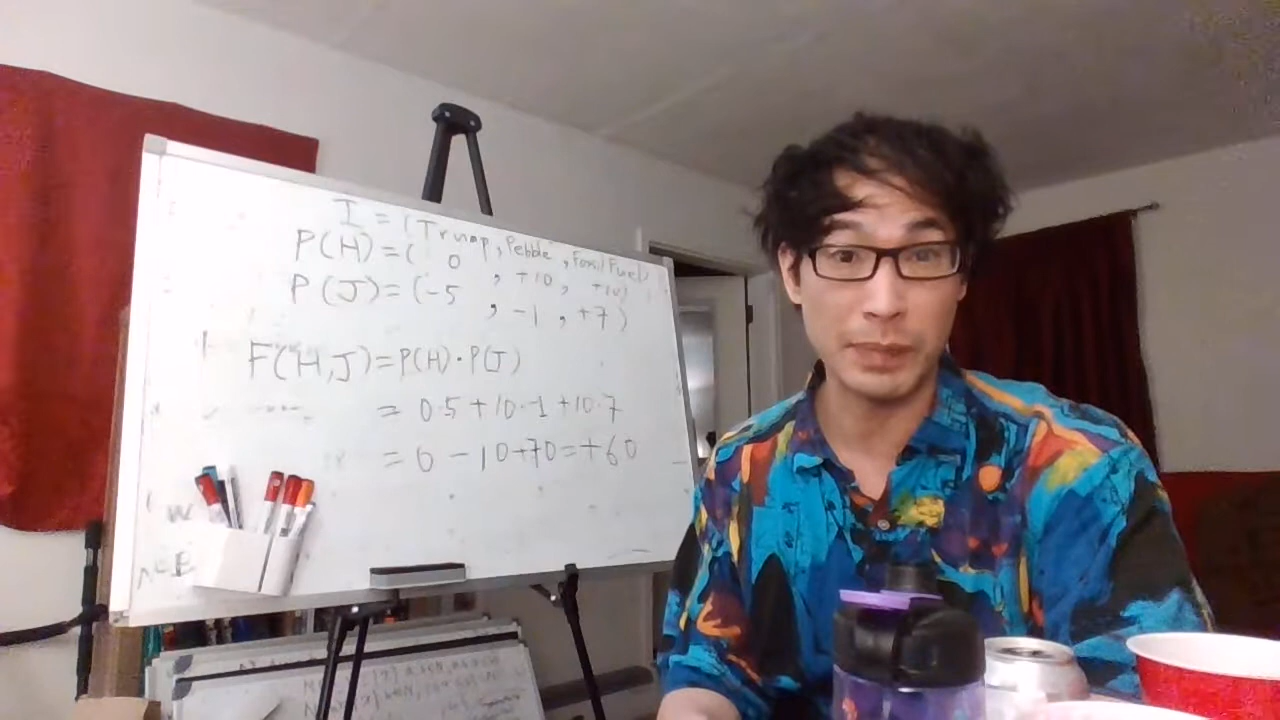 I = (Trump, Pebble, Fossil Fuel)
P(H) = ( 0 , +10, +10)
P(J) = (-5 , -1 , +7)
F(H,J) = P(H)·P(J)
= 0·5+10·-1+10·7
= 0 - 10+70=+60